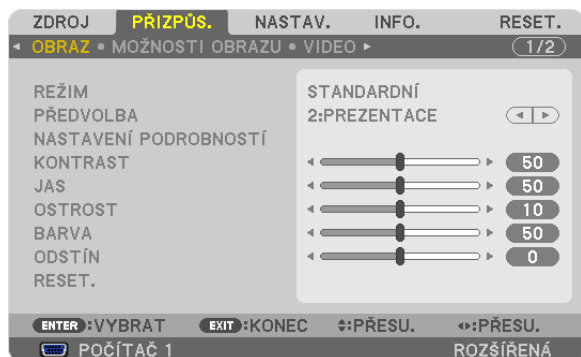 ZDROJ PŘIZPŮS. NASTAV. INFO. RESET.
OBRAZ • MOŽNOSTI OBRAZU • VIDEO 1/2
REŽIM STANDARDNÍ
PŘEDVOLBA 2:PREZENTACE
NASTAVENÍ PODROBNOSTÍ
KONTRAST 50
JAS 50
OSTROST 10
BARVA 50
ODSTÍN 0
RESET.
ENTER :VYBRAT EXIT :KONEC :PŘESU. :PŘESU.
POČÍTAČ 1 ROZŠÍŘENÁ